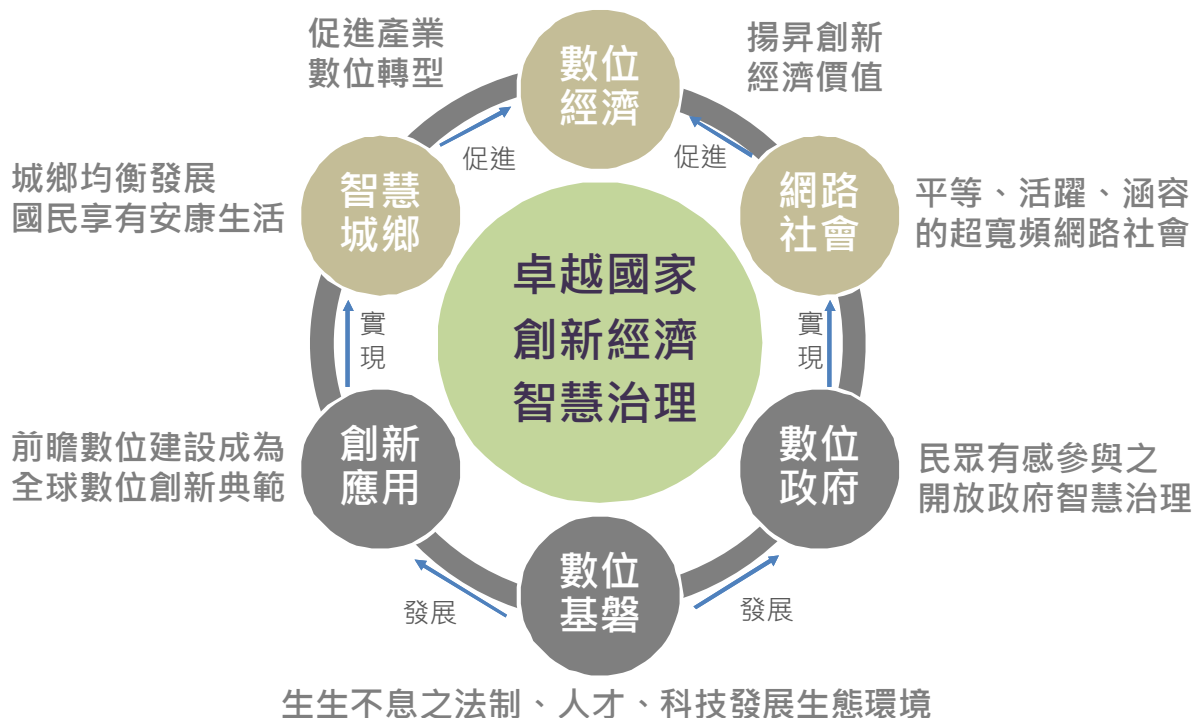 促進產業
數位轉型
數位
經濟
揚昇創新
經濟價值
促進
促進
城鄉均衡發展
國民享有安康生活
智慧
城鄉
網路
社會
平等、活躍、涵容
的超寬頻網路社會
卓越國家
創新經濟
智慧治理
實
現
實
現
前瞻數位建設成為
全球數位創新典範
創新
應用
數位
政府
民眾有感參與之
開放政府智慧治理
發展
數位
基磐
發展
生生不息之法制、人才、科技發展生態環境